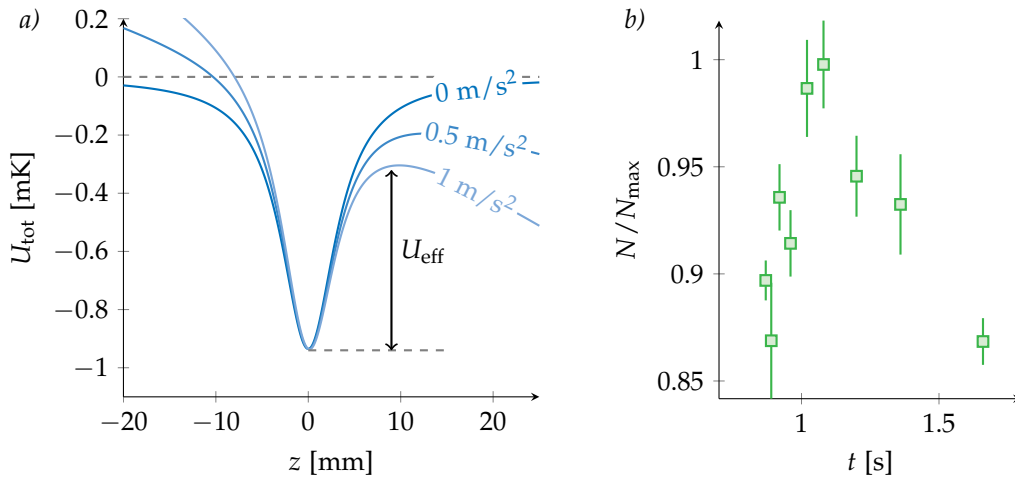 a)
0.2
0
−0.2
−0.4
−0.6
−0.8
−1
U_tot [mK]
0 m/s²
0.5 m/s²
1 m/s²
U_eff
−20
−10
0
10
20
z [mm]
b)
1
0.95
0.9
0.85
N/N_max
1
1.5
t [s]